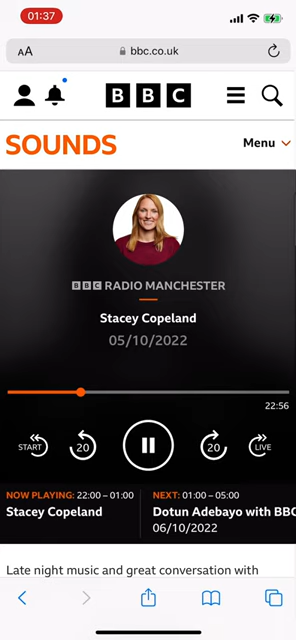 01:37
AA bbc.co.uk
BBC
SOUNDS
Menu
BBC RADIO MANCHESTER
Stacey Copeland
05/10/2022
22:56
START 20 20 LIVE
NOW PLAYING: 22:00 – 01:00
Stacey Copeland
NEXT: 01:00 – 05:00
Dotun Adebayo with BBC
06/10/2022
Late night music and great conversation with